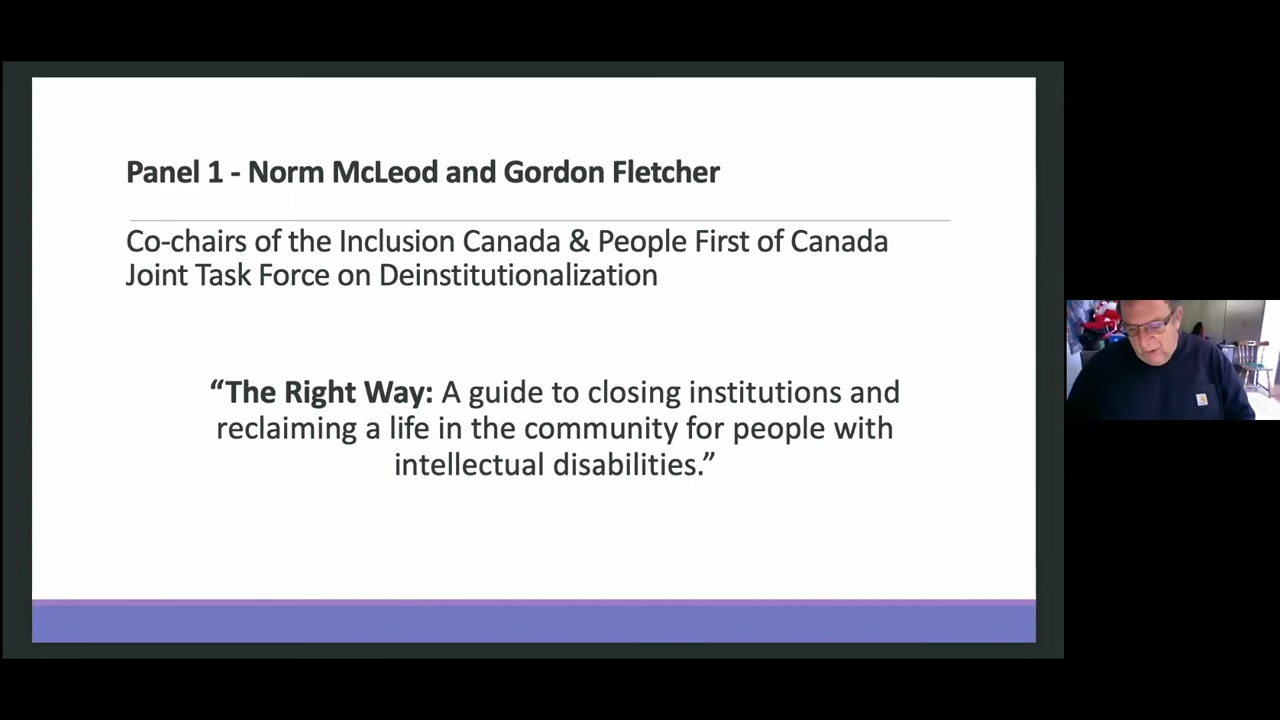 Panel 1 - Norm McLeod and Gordon Fletcher
Co-chairs of the Inclusion Canada & People First of Canada
Joint Task Force on Deinstitutionalization
“The Right Way: A guide to closing institutions and
reclaiming a life in the community for people with
intellectual disabilities.”